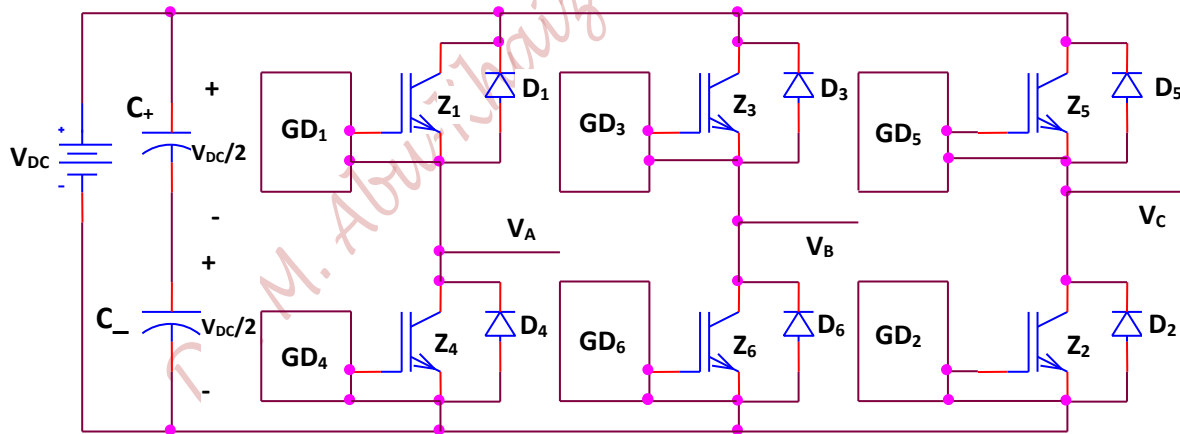 C+
+
VDC/2
-
+
-
VDC
+
C_
VDC/2
-
GD1
Z1
D1
GD3
Z3
D3
GD5
Z5
D5
VA
VB
VC
GD4
Z4
D4
GD6
Z6
D6
GD2
Z2
D2